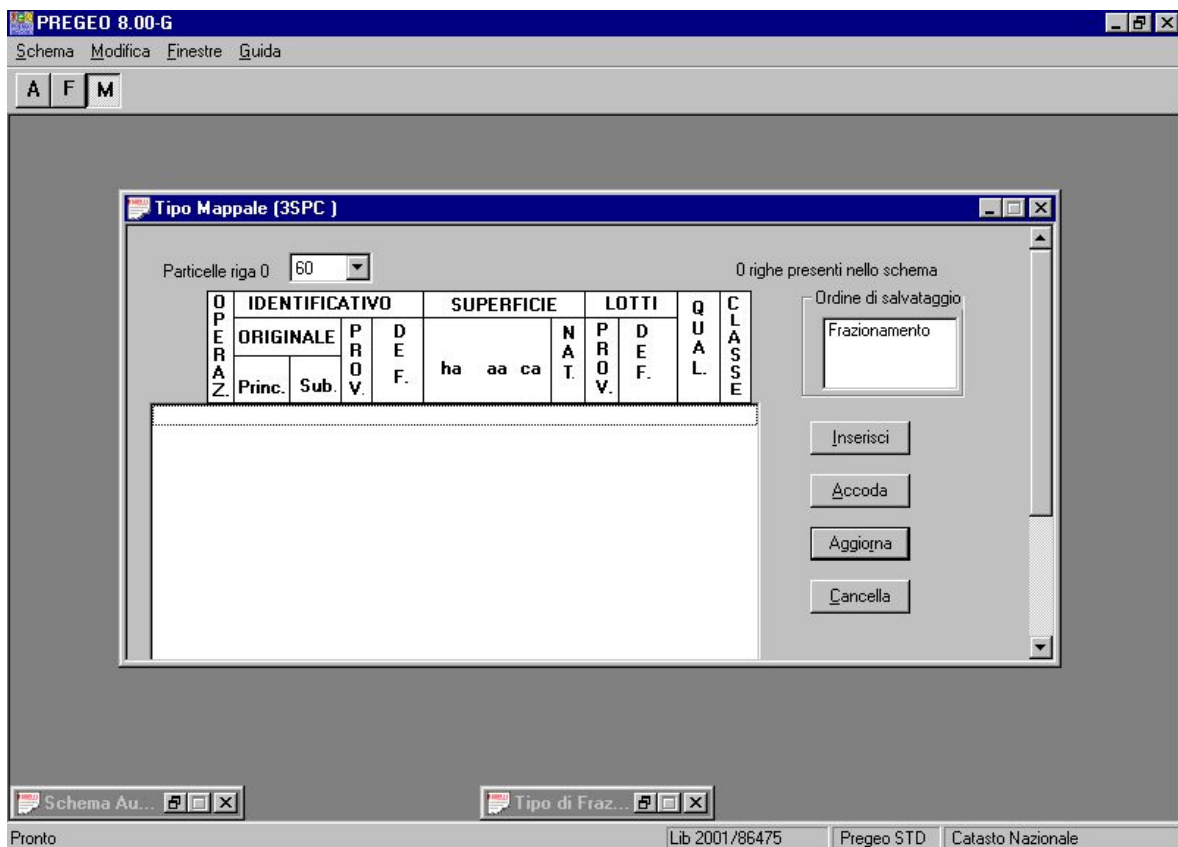 PREGEO 8.00-G
Schema Modifica Finestre Guida
A F M
Tipo Mappale (3SPC )
Particelle riga 0 60 0 righe presenti nello schema
OPERAZ. IDENTIFICATIVO SUPERFICIE LOTTI QUAL. CLASSE
ORIGINALE PROV. DEF. NAT. PROV. DEF.
Princ. Sub. ha aa ca
Ordine di salvataggio
Frazionamento
Inserisci
Accoda
Aggiorna
Cancella
Schema Au... Tipo di Fraz...
Pronto Lib 2001/86475 Pregeo STD Catasto Nazionale